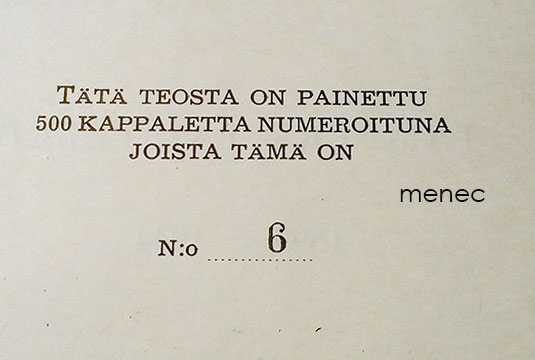 TÄTÄ TEOSTA ON PAINETTU
500 KAPPALETTA NUMEROITUNA
JOISTA TÄMÄ ON
menec
N:o 6